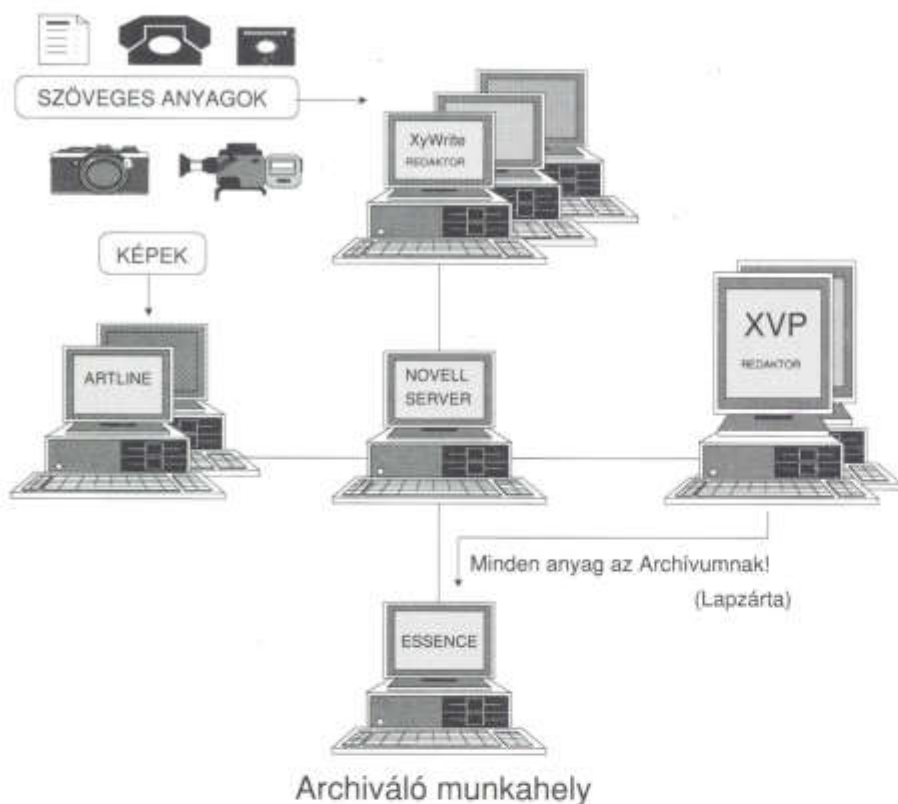 SZÖVEGES ANYAGOK
XyWrite
REDAKTOR
KÉPEK
ARTLINE
NOVELL
SERVER
XVP
REDAKTOR
Minden anyag az Archívumnak!
(Lapzárta)
ESSENCE
Archiváló munkahely